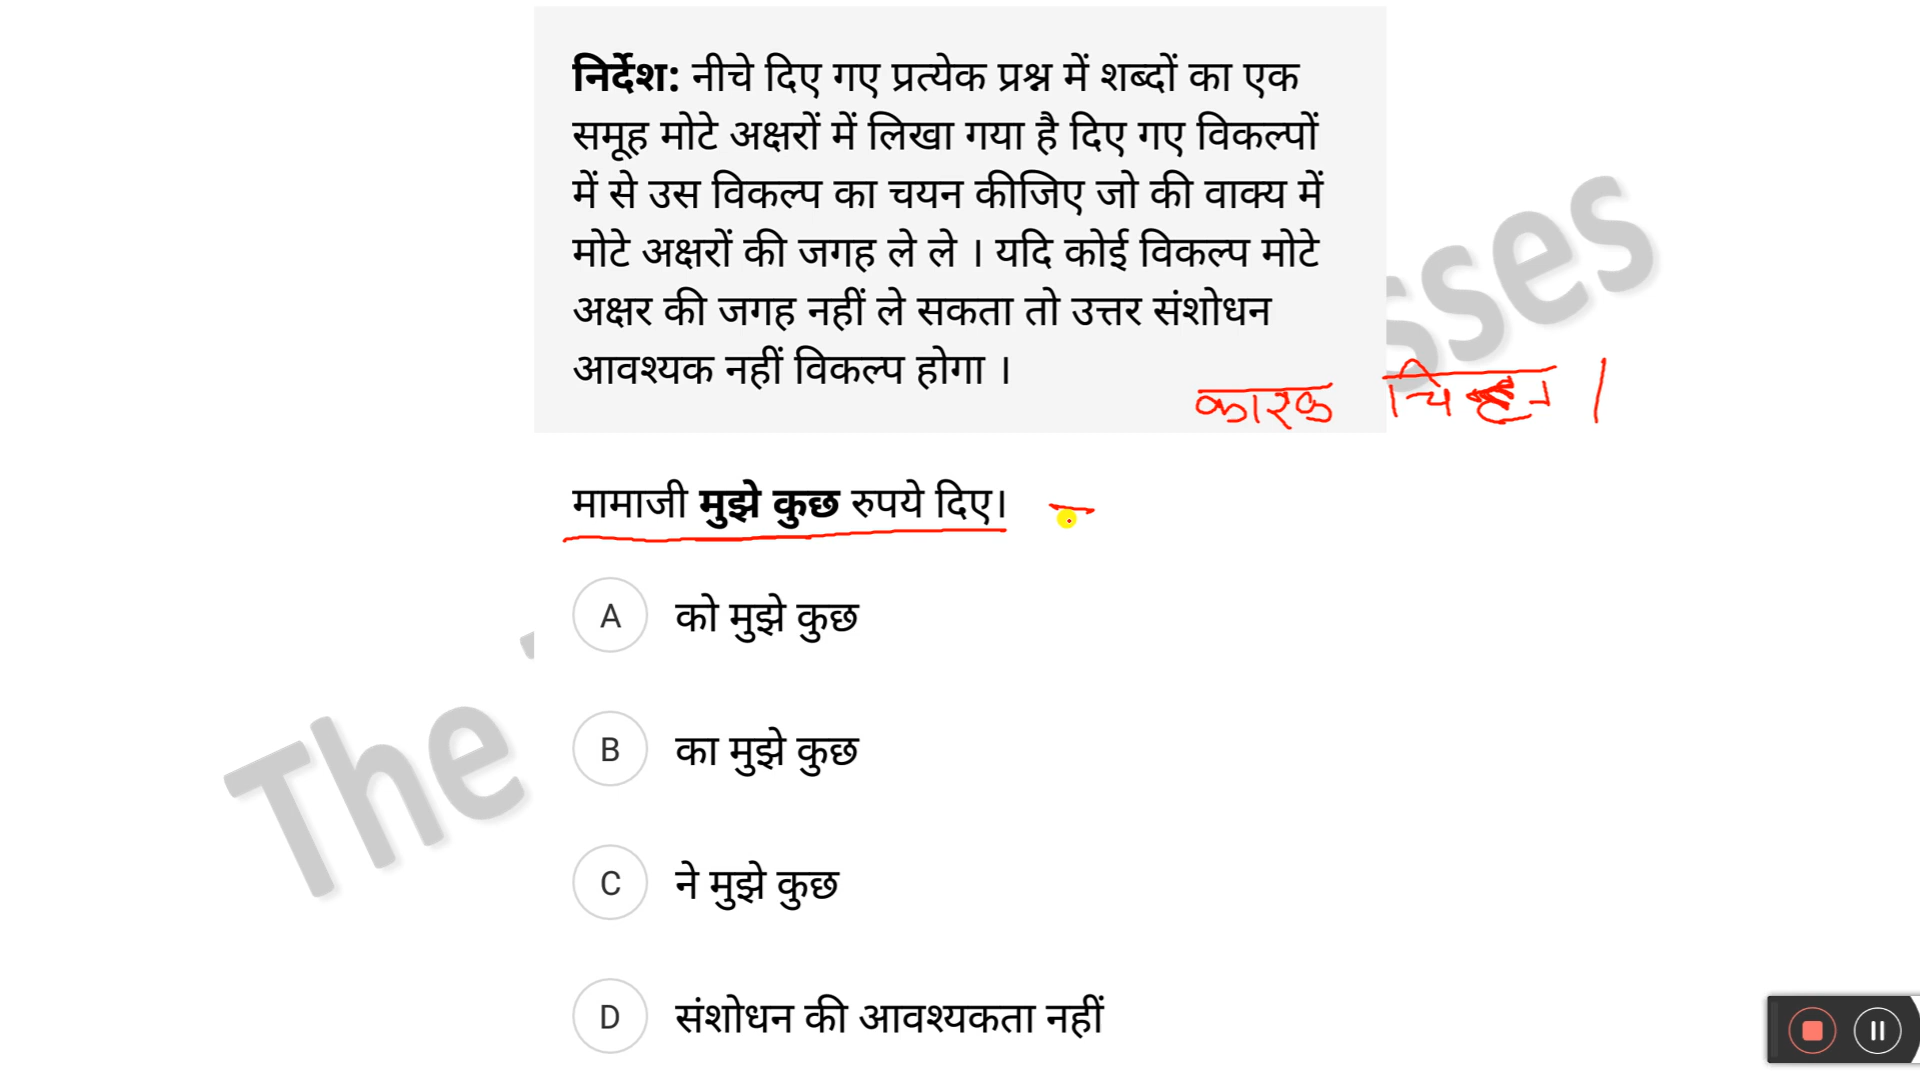 निर्देश: नीचे दिए गए प्रत्येक प्रश्न में शब्दों का एक
समूह मोटे अक्षरों में लिखा गया है दिए गए विकल्पों
में से उस विकल्प का चयन कीजिए जो की वाक्य में
मोटे अक्षरों की जगह ले ले । यदि कोई विकल्प मोटे
अक्षर की जगह नहीं ले सकता तो उत्तर संशोधन
आवश्यक नहीं विकल्प होगा ।
कारक चिह्न ।
मामाजी मुझे कुछ रुपये दिए।
A को मुझे कुछ
B का मुझे कुछ
C ने मुझे कुछ
D संशोधन की आवश्यकता नहीं
The